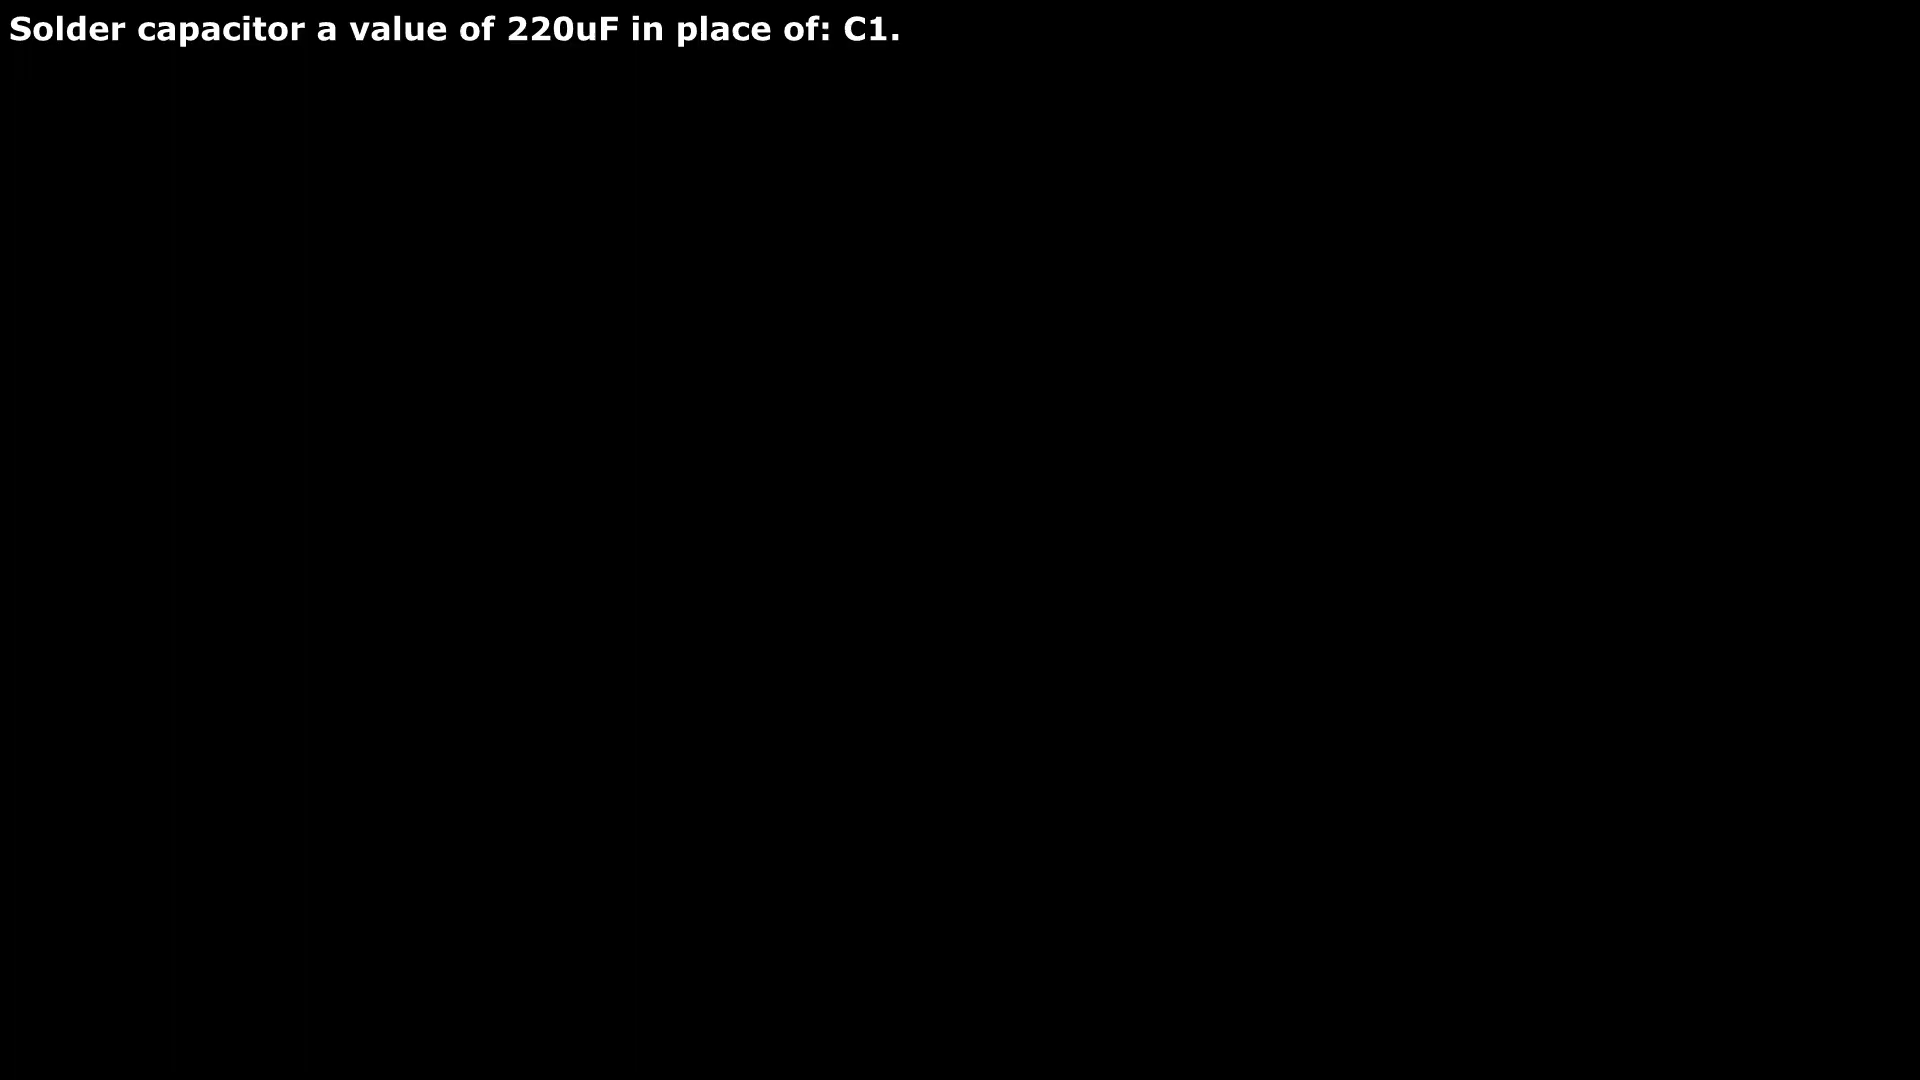 Solder capacitor a value of 220uF in place of: C1.